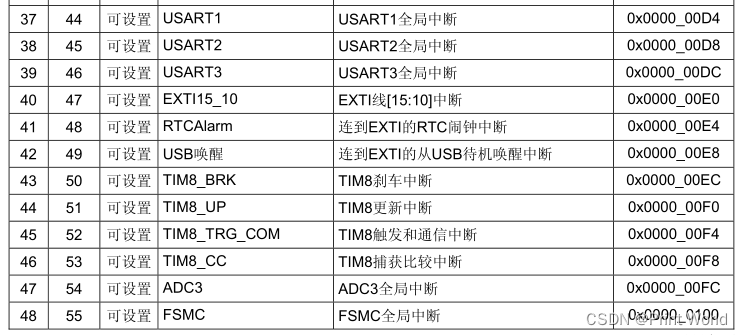 37 44 可设置 USART1 USART1全局中断 0x0000_00D4
38 45 可设置 USART2 USART2全局中断 0x0000_00D8
39 46 可设置 USART3 USART3全局中断 0x0000_00DC
40 47 可设置 EXTI15_10 EXTI线[15:10]中断 0x0000_00E0
41 48 可设置 RTCAlarm 连到EXTI的RTC闹钟中断 0x0000_00E4
42 49 可设置 USB唤醒 连到EXTI的从USB待机唤醒中断 0x0000_00E8
43 50 可设置 TIM8_BRK TIM8刹车中断 0x0000_00EC
44 51 可设置 TIM8_UP TIM8更新中断 0x0000_00F0
45 52 可设置 TIM8_TRG_COM TIM8触发和通信中断 0x0000_00F4
46 53 可设置 TIM8_CC TIM8捕获比较中断 0x0000_00F8
47 54 可设置 ADC3 ADC3全局中断 0x0000_00FC
48 55 可设置 FSMC FSMC全局中断 0x0000_0100
CSDN @Print World